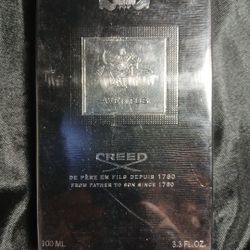 AVENTUS
CREED
DE PÈRE EN FILS DEPUIS 1760
FROM FATHER TO SON SINCE 1760
100 ML
3.3 FL.OZ.